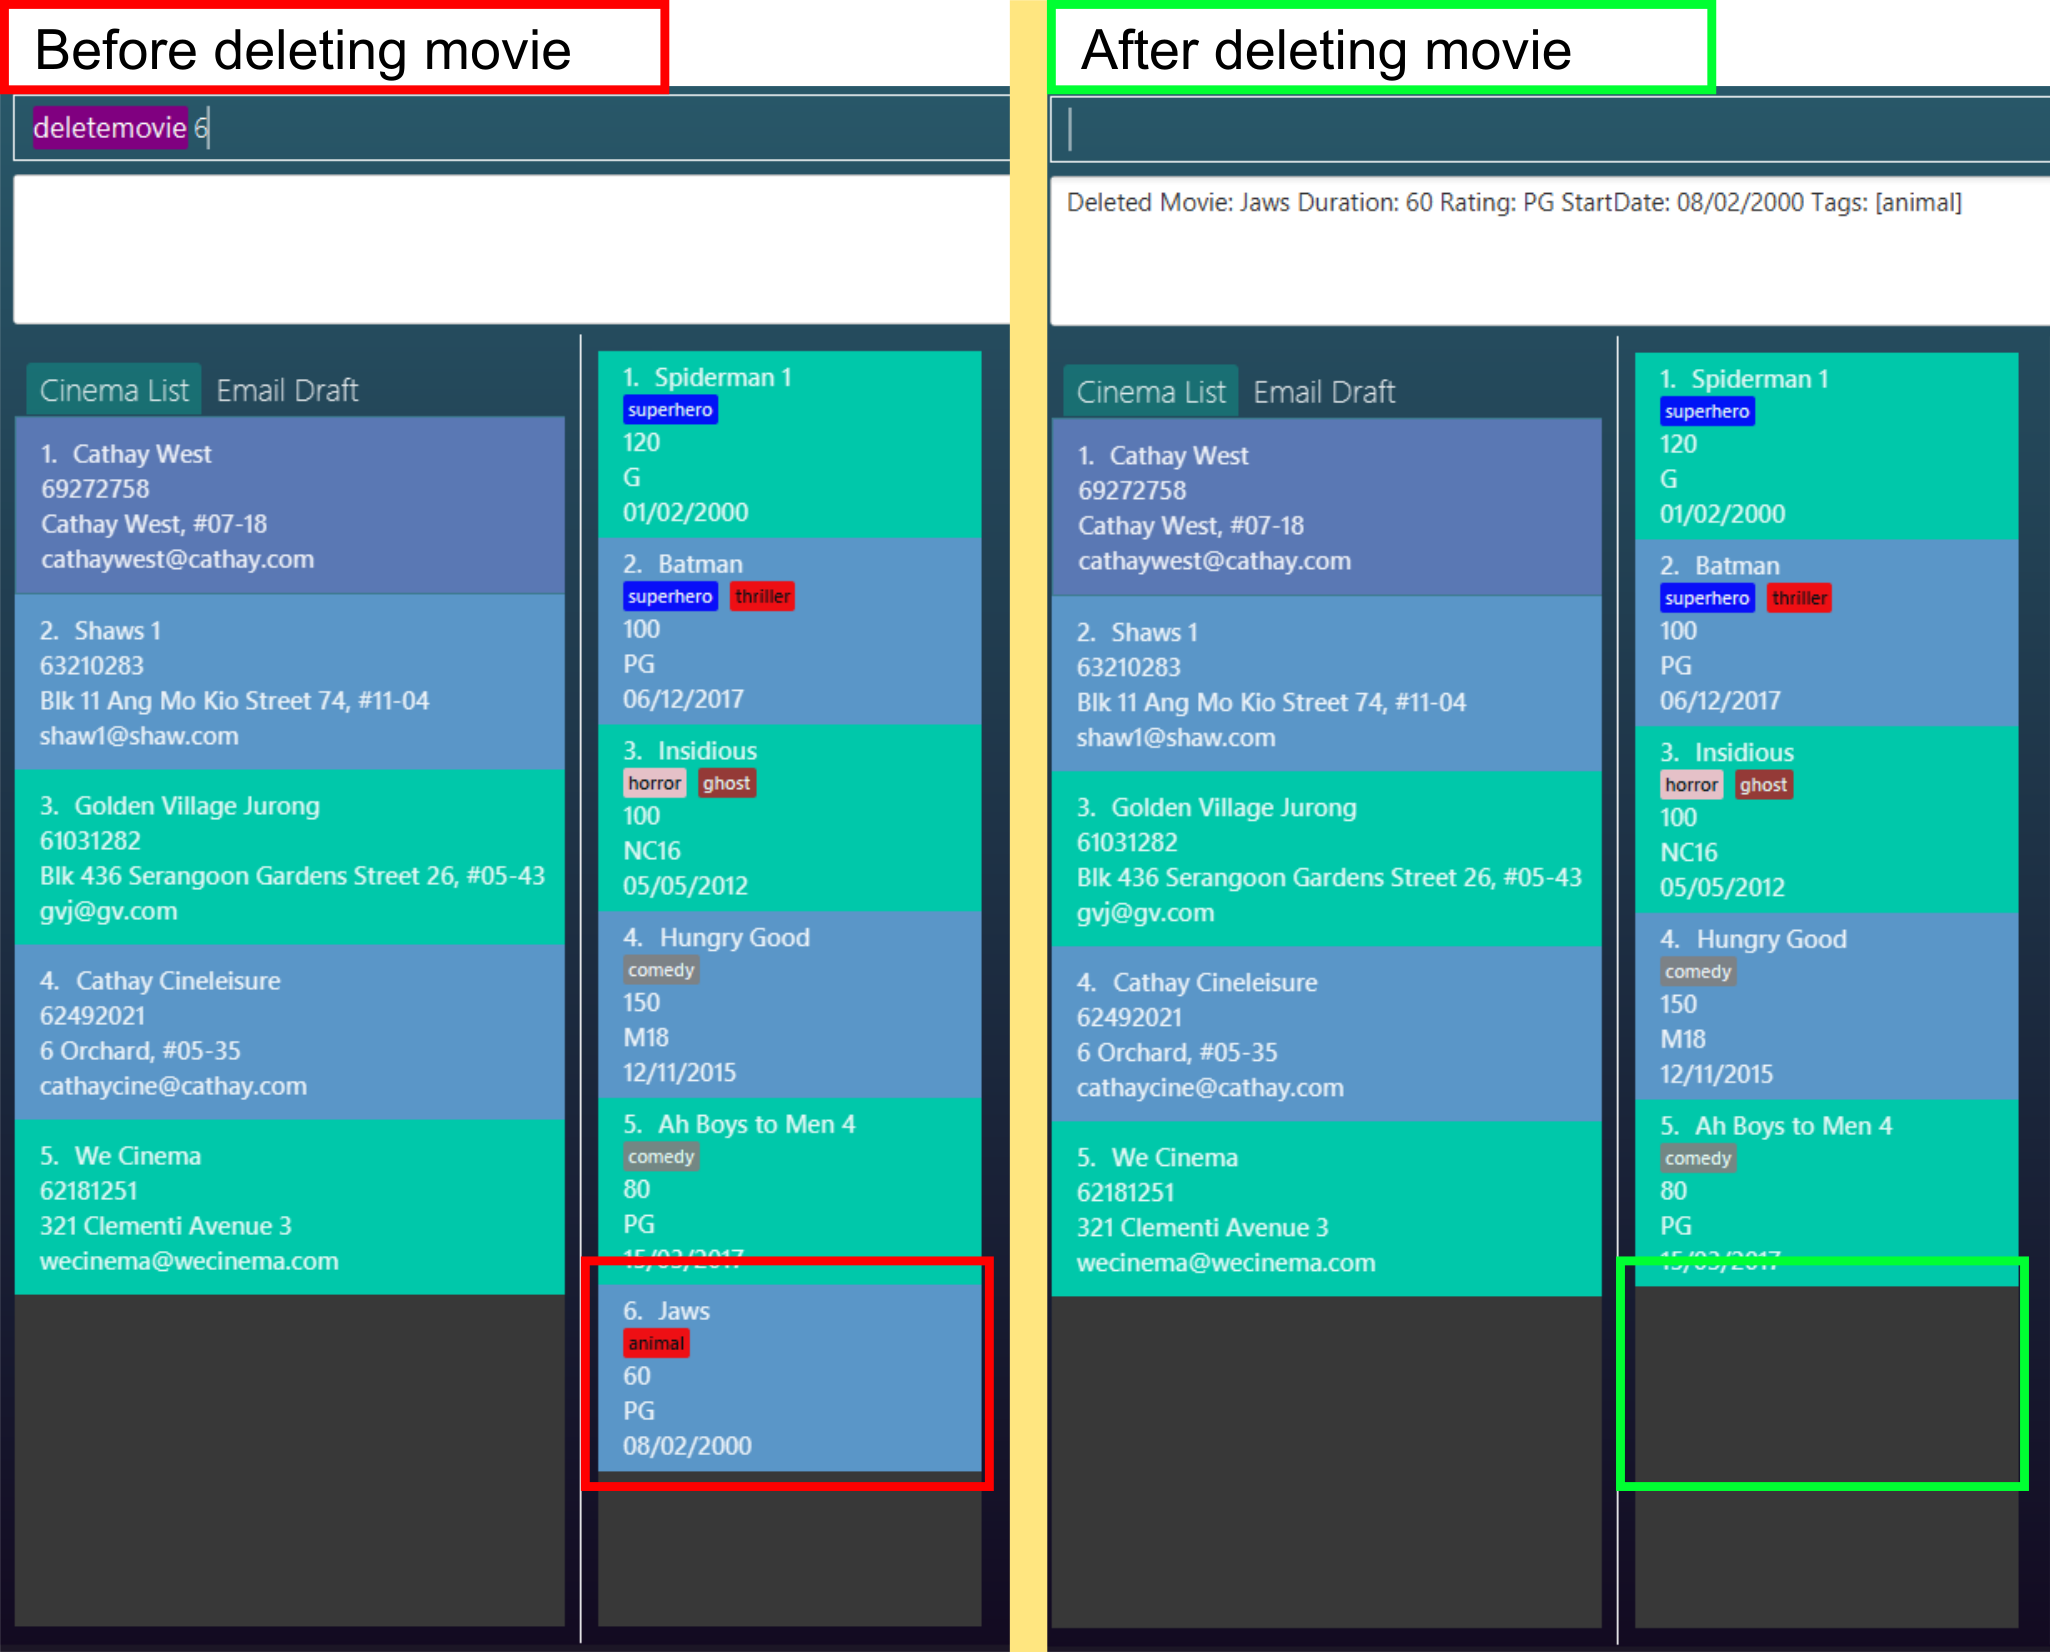 Before deleting movie
deletemovie 6
Cinema List Email Draft
1. Cathay West
69272758
Cathay West, #07-18
cathaywest@cathay.com
2. Shaws 1
63210283
Blk 11 Ang Mo Kio Street 74, #11-04
shaw1@shaw.com
3. Golden Village Jurong
61031282
Blk 436 Serangoon Gardens Street 26, #05-43
gvj@gv.com
4. Cathay Cineleisure
62492021
6 Orchard, #05-35
cathaycine@cathay.com
5. We Cinema
62181251
321 Clementi Avenue 3
wecinema@wecinema.com
1. Spiderman 1
superhero
120
G
01/02/2000
2. Batman
superhero thriller
100
PG
06/12/2017
3. Insidious
horror ghost
100
NC16
05/05/2012
4. Hungry Good
comedy
150
M18
12/11/2015
5. Ah Boys to Men 4
comedy
80
PG
15/03/2017
6. Jaws
animal
60
PG
08/02/2000
After deleting movie
Deleted Movie: Jaws Duration: 60 Rating: PG StartDate: 08/02/2000 Tags: [animal]
Cinema List Email Draft
1. Cathay West
69272758
Cathay West, #07-18
cathaywest@cathay.com
2. Shaws 1
63210283
Blk 11 Ang Mo Kio Street 74, #11-04
shaw1@shaw.com
3. Golden Village Jurong
61031282
Blk 436 Serangoon Gardens Street 26, #05-43
gvj@gv.com
4. Cathay Cineleisure
62492021
6 Orchard, #05-35
cathaycine@cathay.com
5. We Cinema
62181251
321 Clementi Avenue 3
wecinema@wecinema.com
1. Spiderman 1
superhero
120
G
01/02/2000
2. Batman
superhero thriller
100
PG
06/12/2017
3. Insidious
horror ghost
100
NC16
05/05/2012
4. Hungry Good
comedy
150
M18
12/11/2015
5. Ah Boys to Men 4
comedy
80
PG
15/03/2017